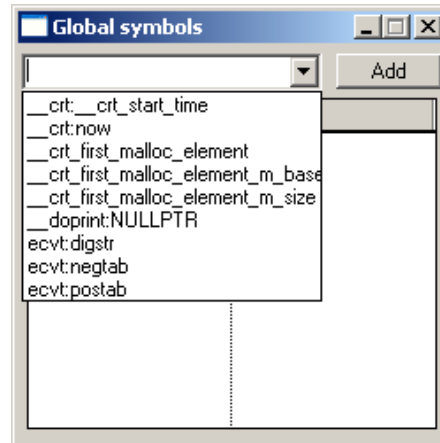 Global symbols
Add
__crt:__crt_start_time
__crt:now
__crt_first_malloc_element
__crt_first_malloc_element_m_base
__crt_first_malloc_element_m_size
__doprint:NULLPTR
ecvt:digstr
ecvt:negtab
ecvt:postab